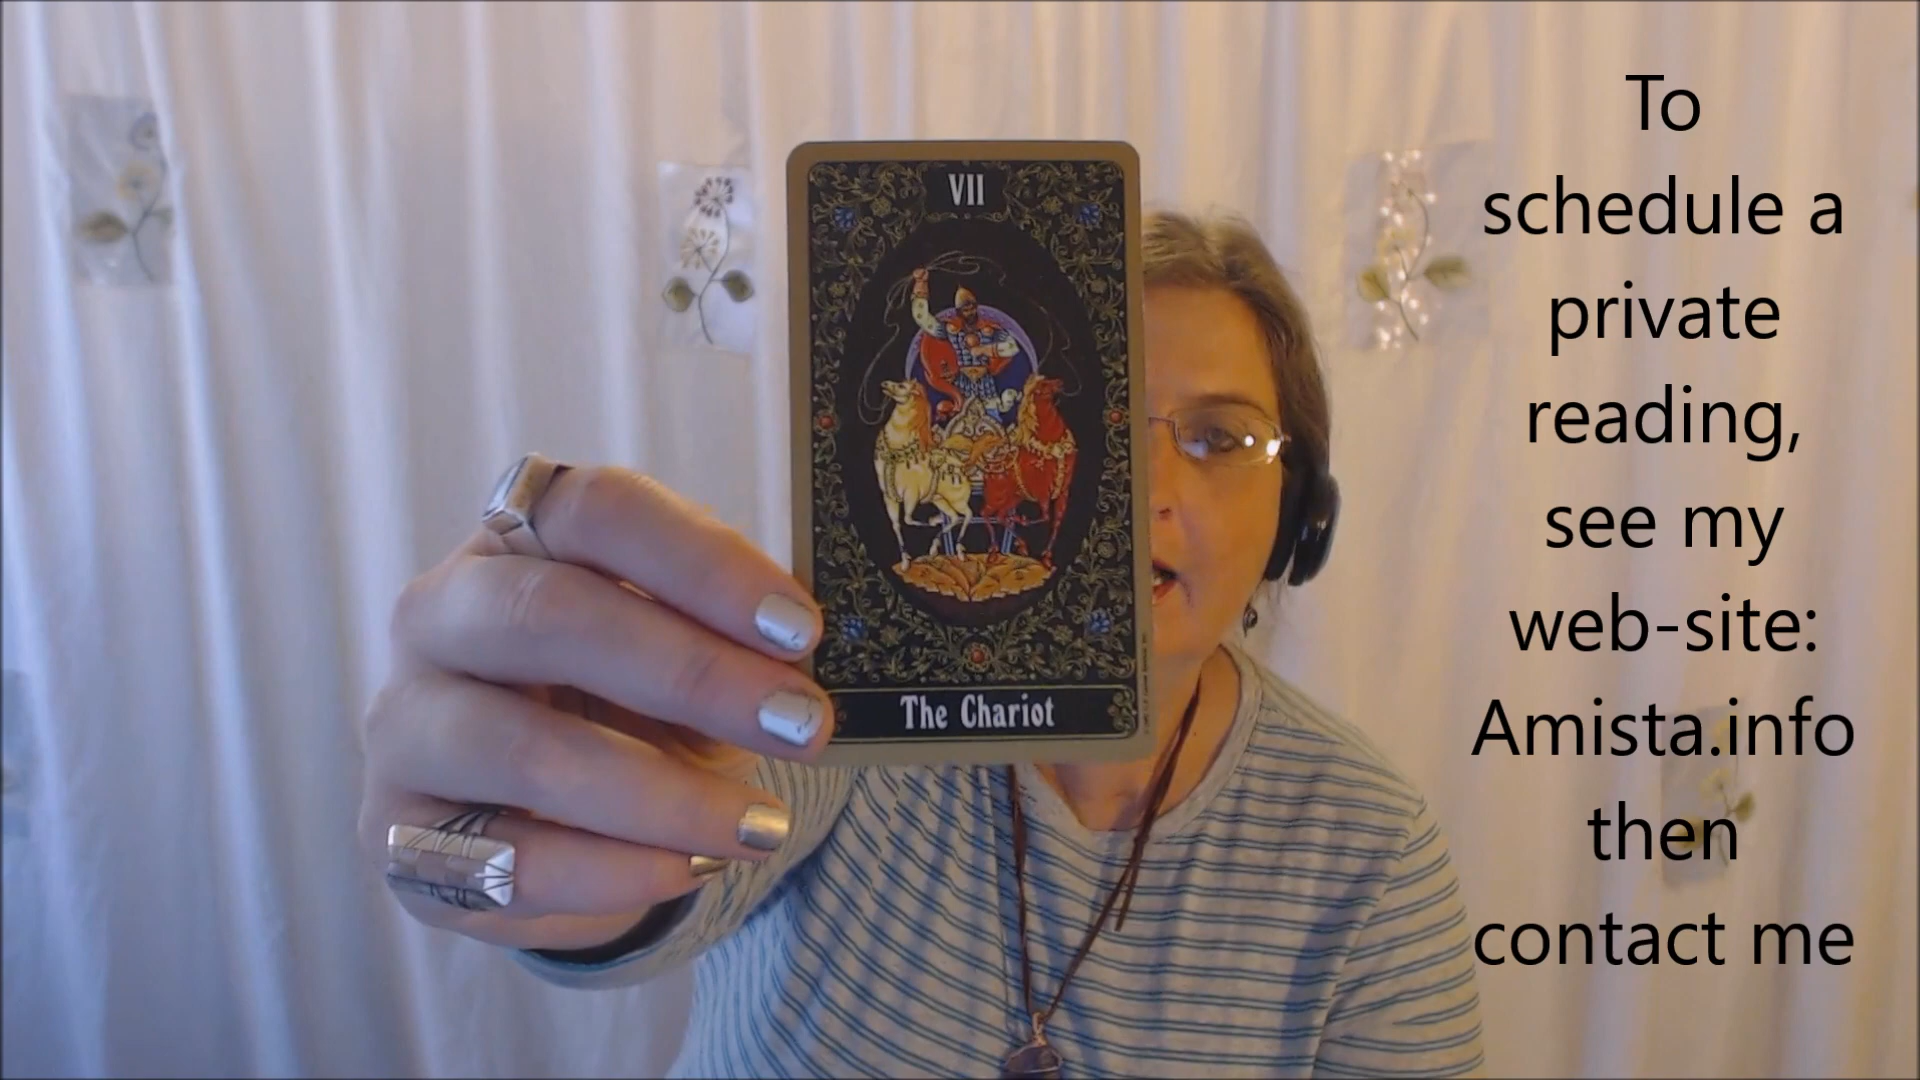 VII
The Chariot
To
schedule a
private
reading,
see my
web-site:
Amista.info
then
contact me